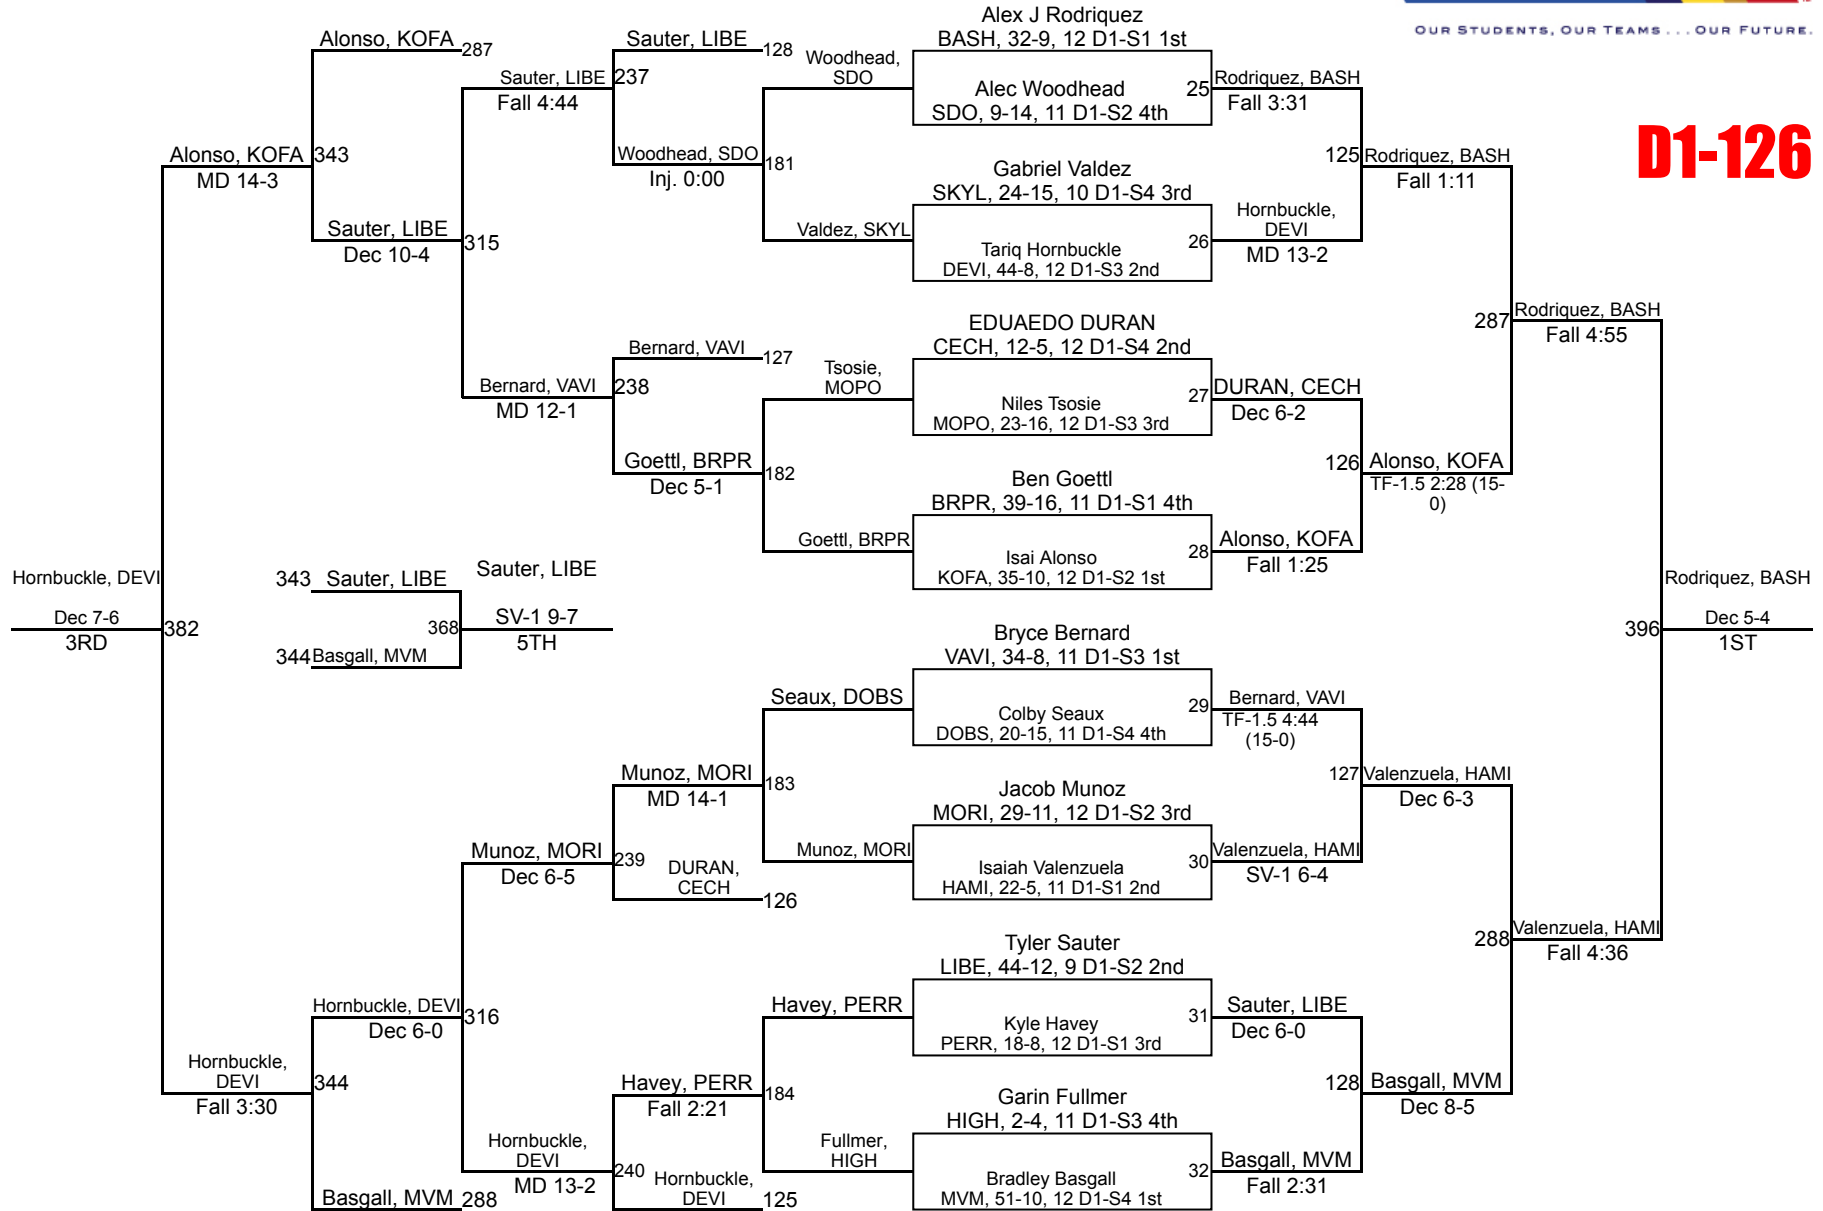 OUR STUDENTS, OUR TEAMS . . . OUR FUTURE.
D1-126
Alex J Rodriquez
BASH, 32-9, 12 D1-S1 1st
Alec Woodhead
SDO, 9-14, 11 D1-S2 4th
25
Gabriel Valdez
SKYL, 24-15, 10 D1-S4 3rd
Tariq Hornbuckle
DEVI, 44-8, 12 D1-S3 2nd
26
EDUAEDO DURAN
CECH, 12-5, 12 D1-S4 2nd
Niles Tsosie
MOPO, 23-16, 12 D1-S3 3rd
27
Ben Goettl
BRPR, 39-16, 11 D1-S1 4th
Isai Alonso
KOFA, 35-10, 12 D1-S2 1st
28
Bryce Bernard
VAVI, 34-8, 11 D1-S3 1st
Colby Seaux
DOBS, 20-15, 11 D1-S4 4th
29
Jacob Munoz
MORI, 29-11, 12 D1-S2 3rd
Isaiah Valenzuela
HAMI, 22-5, 11 D1-S1 2nd
30
Tyler Sauter
LIBE, 44-12, 9 D1-S2 2nd
Kyle Havey
PERR, 18-8, 12 D1-S1 3rd
31
Garin Fullmer
HIGH, 2-4, 11 D1-S3 4th
Bradley Basgall
MVM, 51-10, 12 D1-S4 1st
32
Rodriquez, BASH
Fall 3:31
Hornbuckle,
DEVI
MD 13-2
DURAN, CECH
Dec 6-2
Alonso, KOFA
Fall 1:25
Bernard, VAVI
TF-1.5 4:44
(15-0)
Valenzuela, HAMI
SV-1 6-4
Sauter, LIBE
Dec 6-0
Basgall, MVM
Fall 2:31
125
Rodriquez, BASH
Fall 1:11
126
Alonso, KOFA
TF-1.5 2:28 (15-
0)
127
Valenzuela, HAMI
Dec 6-3
128
Basgall, MVM
Dec 8-5
287
Rodriquez, BASH
Fall 4:55
288
Valenzuela, HAMI
Fall 4:36
396
Rodriquez, BASH
Dec 5-4
1ST
Woodhead,
SDO
Valdez, SKYL
Tsosie,
MOPO
Goettl, BRPR
Seaux, DOBS
Munoz, MORI
Havey, PERR
Fullmer,
HIGH
Sauter, LIBE
128
Woodhead, SDO
Inj. 0:00
181
Bernard, VAVI
127
Goettl, BRPR
Dec 5-1
182
Munoz, MORI
MD 14-1
183
DURAN,
CECH
126
Havey, PERR
Fall 2:21
184
Hornbuckle,
DEVI
125
Sauter, LIBE
Fall 4:44
237
Bernard, VAVI
MD 12-1
238
Munoz, MORI
Dec 6-5
239
Hornbuckle,
DEVI
MD 13-2
240
Alonso, KOFA
287
Sauter, LIBE
Dec 10-4
315
Hornbuckle, DEVI
Dec 6-0
316
Basgall, MVM
288
Alonso, KOFA
MD 14-3
343
Hornbuckle,
DEVI
Fall 3:30
344
Hornbuckle, DEVI
Dec 7-6
3RD
382
343
Sauter, LIBE
344
Basgall, MVM
368
Sauter, LIBE
SV-1 9-7
5TH